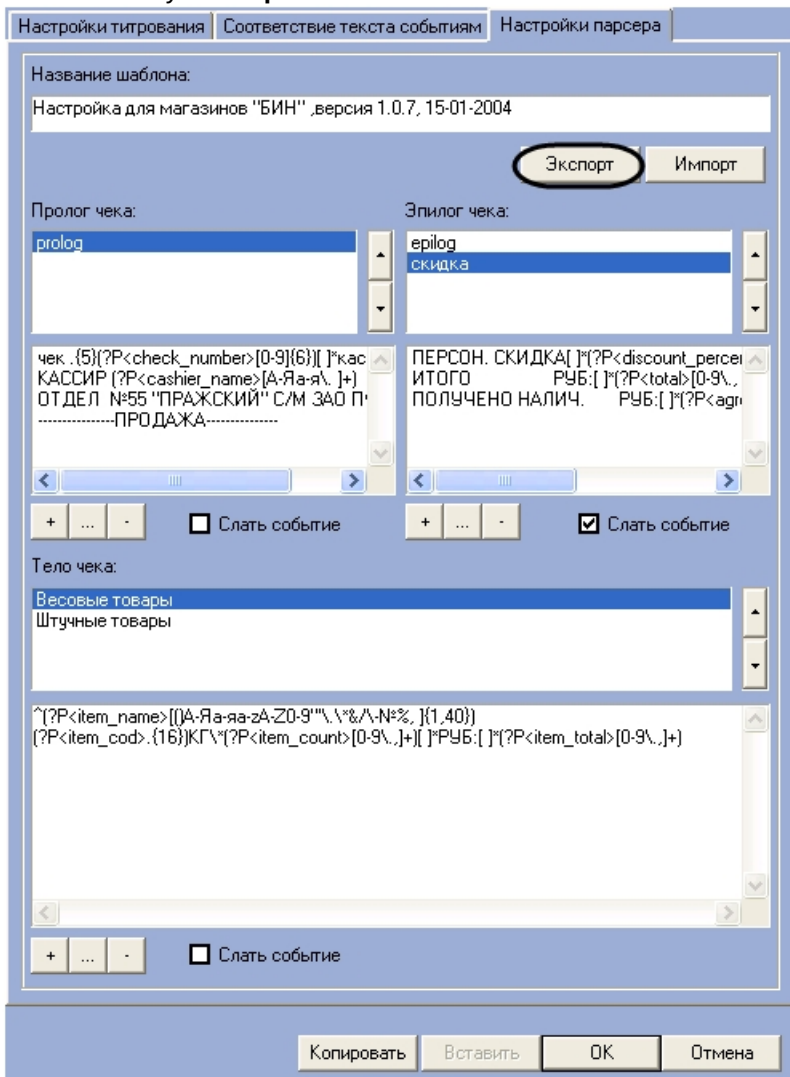 Настройки титрования Соответствие текста событиям Настройки парсера
Название шаблона:
Настройка для магазинов "БИН" ,версия 1.0.7, 15-01-2004
Экспорт Импорт
Пролог чека: Эпилог чека:
prolog epilog
скидка
чек .{5}(?P<check_number>[0-9]{6})[ ]*кас
КАССИР (?P<cashier_name>[А-Яа-я\. ]+)
ОТДЕЛ №55 "ПРАЖСКИЙ" С/М ЗАО
----------------ПРОДАЖА---------------
ПЕРСОН. СКИДКА[ ]*(?P<discount_percer
ИТОГО РУБ:[ ]*(?P<total>[0-9\.,
ПОЛУЧЕНО НАЛИЧ. РУБ:[ ]*(?P<agr
+ ... - Слать событие + ... - Слать событие
Тело чека:
Весовые товары
Штучные товары
^(?P<item_name>[()А-Яа-яa-zA-Z0-9'"\.\*&/\-№%, ]{1,40})
(?P<item_cod>.{16})КГ\*(?P<item_count>[0-9\.,]+)[ ]*РУБ:[ ]*(?P<item_total>[0-9\.,]+)
+ ... - Слать событие
Копировать Вставить OK Отмена